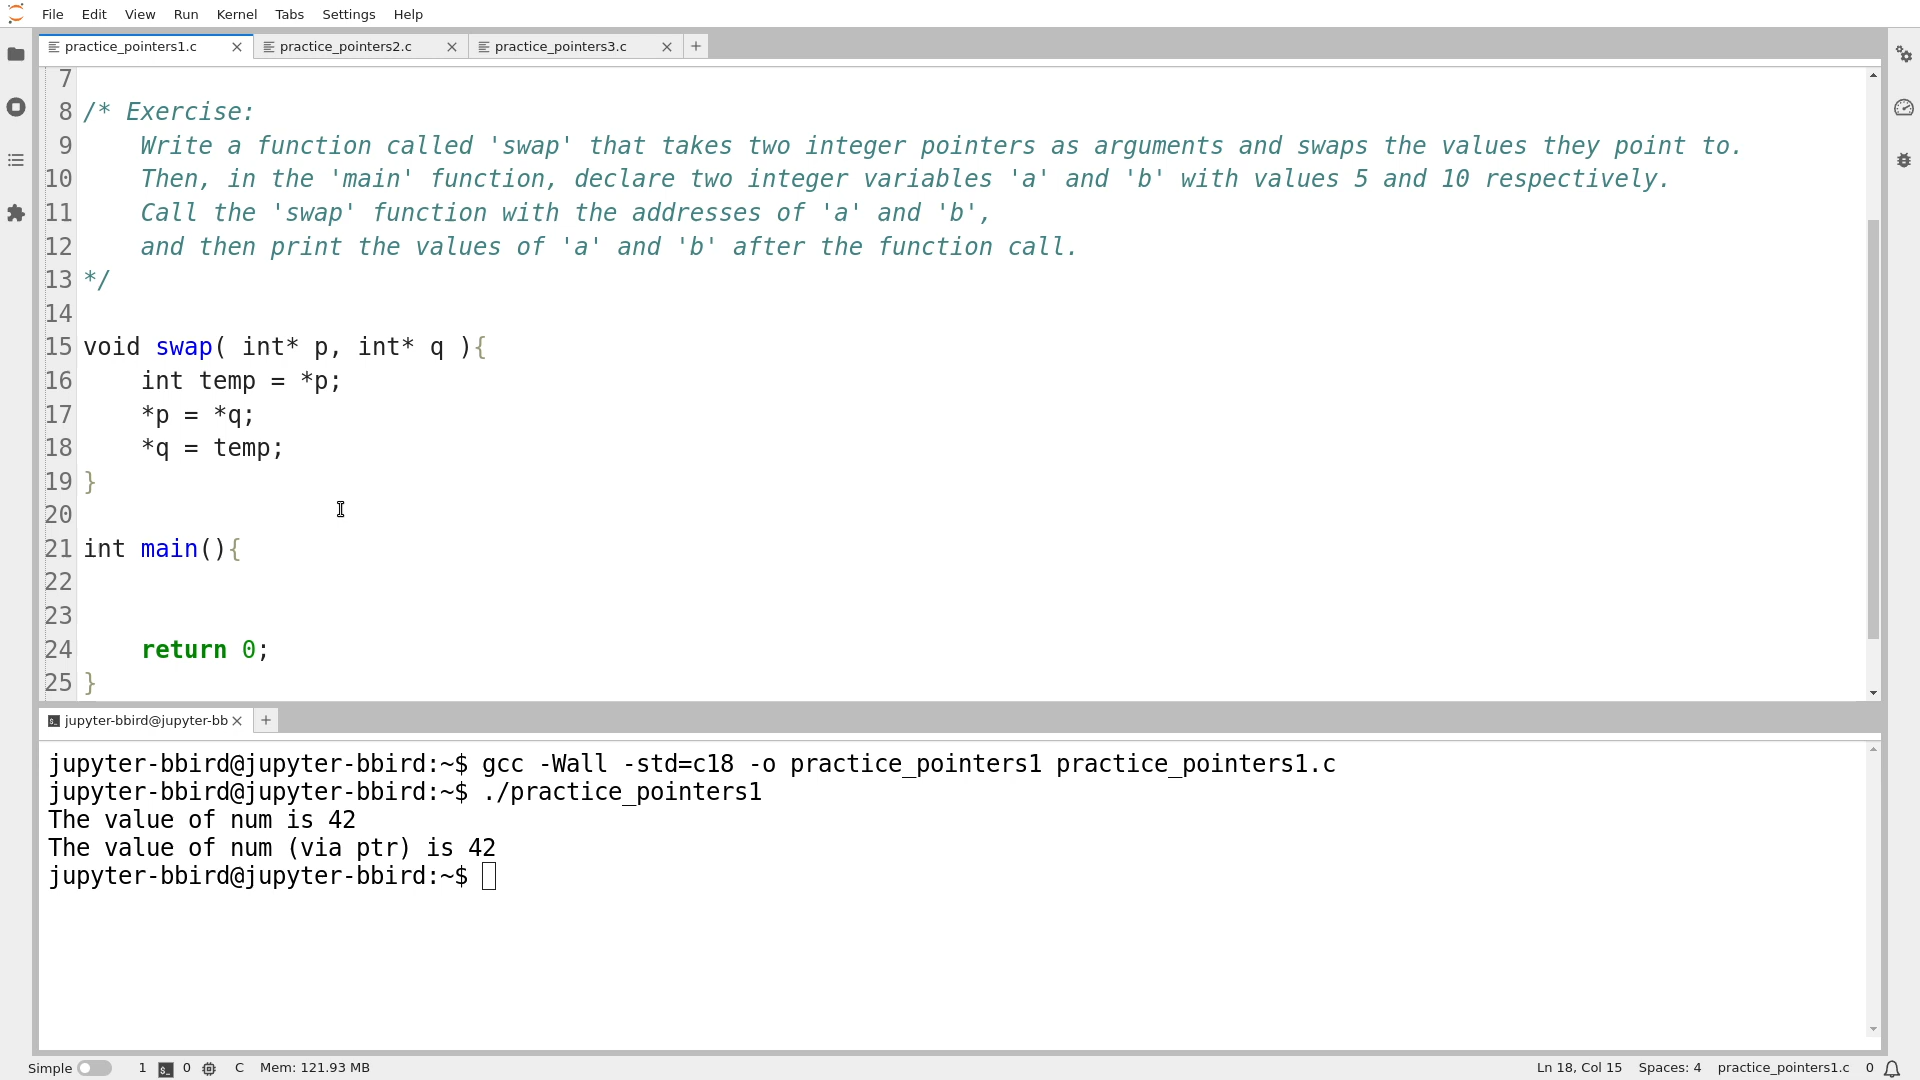 File Edit View Run Kernel Tabs Settings Help
practice_pointers1.c practice_pointers2.c practice_pointers3.c
7
8 /* Exercise:
9 Write a function called 'swap' that takes two integer pointers as arguments and swaps the values they point to.
10 Then, in the 'main' function, declare two integer variables 'a' and 'b' with values 5 and 10 respectively.
11 Call the 'swap' function with the addresses of 'a' and 'b',
12 and then print the values of 'a' and 'b' after the function call.
13 */
14
15 void swap( int* p, int* q ){
16 int temp = *p;
17 *p = *q;
18 *q = temp;
19 }
20
21 int main(){
22
23
24 return 0;
25 }
jupyter-bbird@jupyter-bb
jupyter-bbird@jupyter-bbird:~$ gcc -Wall -std=c18 -o practice_pointers1 practice_pointers1.c
jupyter-bbird@jupyter-bbird:~$ ./practice_pointers1
The value of num is 42
The value of num (via ptr) is 42
jupyter-bbird@jupyter-bbird:~$
Simple 1 0 C Mem: 121.93 MB Ln 18, Col 15 Spaces: 4 practice_pointers1.c 0